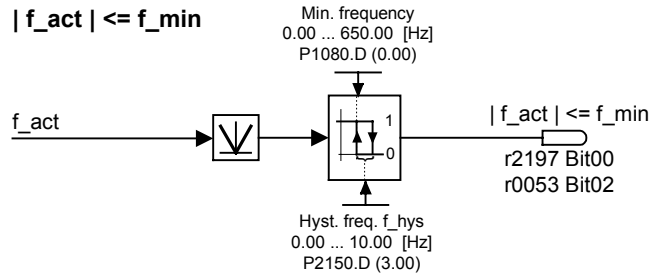 | f_act | <= f_min
Min. frequency
0.00 ... 650.00 [Hz]
P1080.D (0.00)
f_act
1
0
| f_act | <= f_min
r2197 Bit00
r0053 Bit02
Hyst. freq. f_hys
0.00 ... 10.00 [Hz]
P2150.D (3.00)